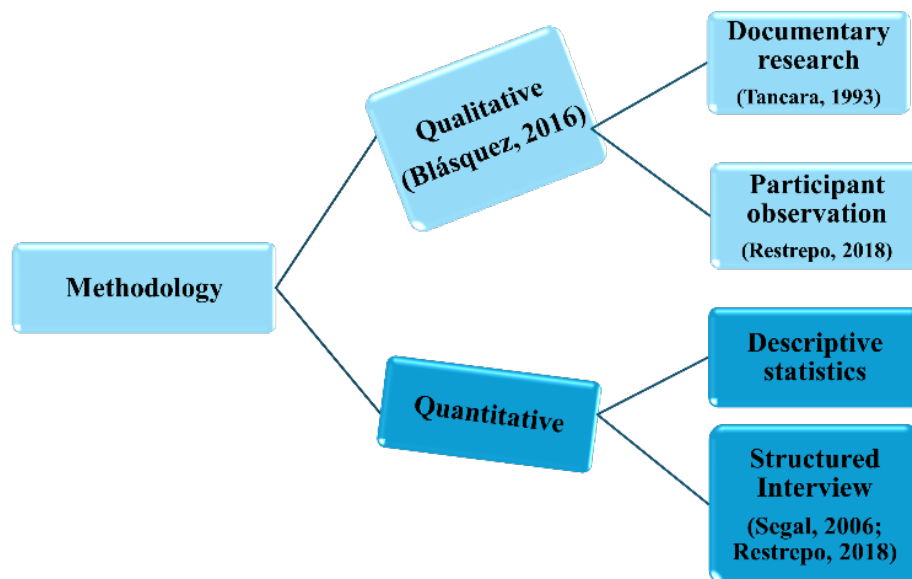 Methodology
Qualitative
(Blásquez, 2016)
Documentary
research
(Tancara, 1993)
Participant
observation
(Restrepo, 2018)
Quantitative
Descriptive
statistics
Structured
Interview
(Segal, 2006;
Restrepo, 2018)